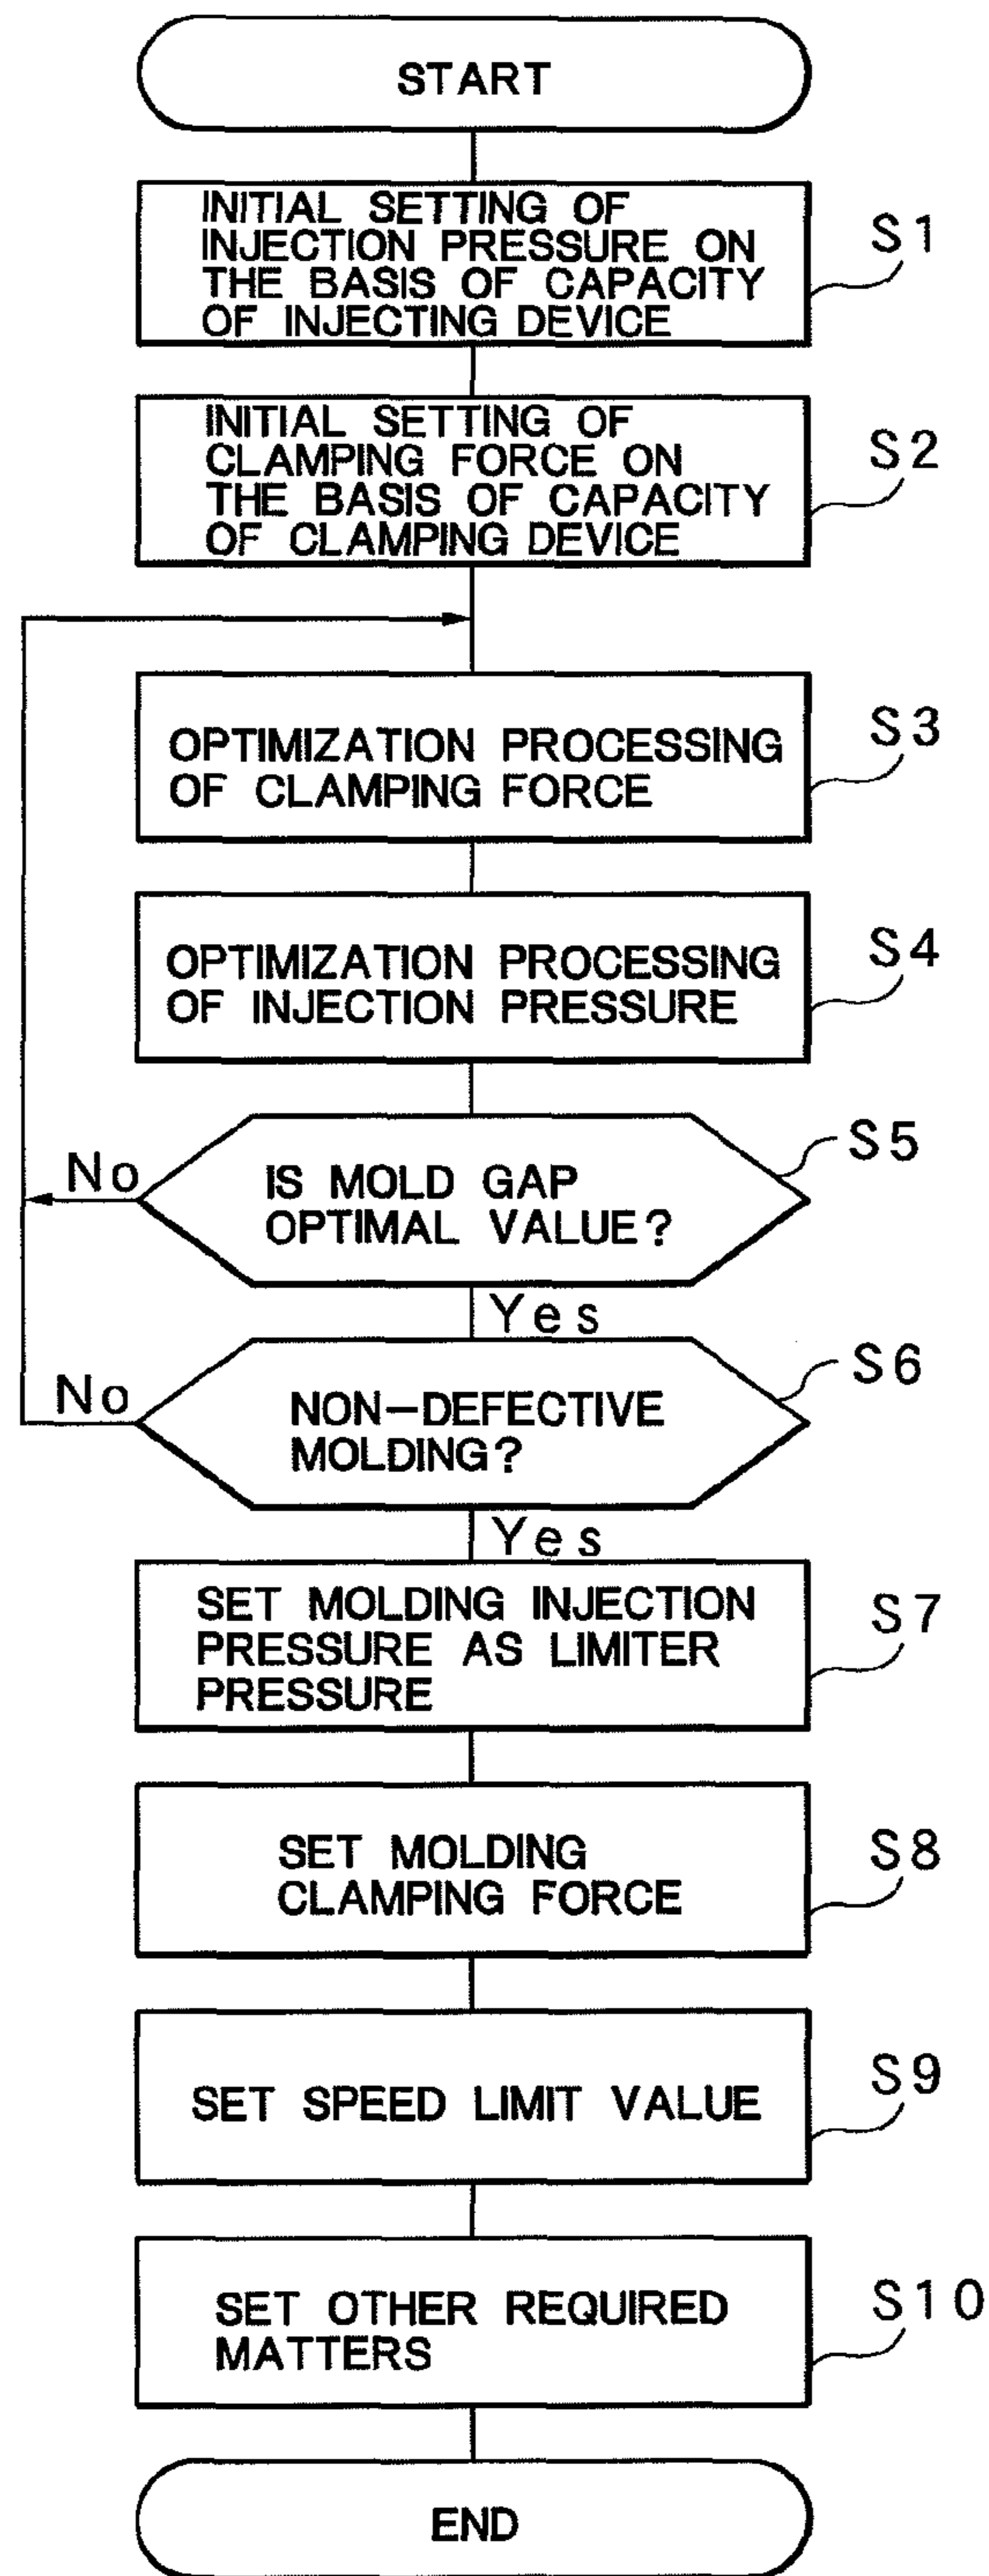 START
INITIAL SETTING OF
INJECTION PRESSURE ON
THE BASIS OF CAPACITY
OF INJECTING DEVICE
S1
INITIAL SETTING OF
CLAMPING FORCE ON
THE BASIS OF CAPACITY
OF CLAMPING DEVICE
S2
OPTIMIZATION PROCESSING
OF CLAMPING FORCE
S3
OPTIMIZATION PROCESSING
OF INJECTION PRESSURE
S4
No
IS MOLD GAP
OPTIMAL VALUE?
S5
Yes
No
NON-DEFECTIVE
MOLDING?
S6
Yes
SET MOLDING INJECTION
PRESSURE AS LIMITER
PRESSURE
S7
SET MOLDING
CLAMPING FORCE
S8
SET SPEED LIMIT VALUE
S9
SET OTHER REQUIRED
MATTERS
S10
END